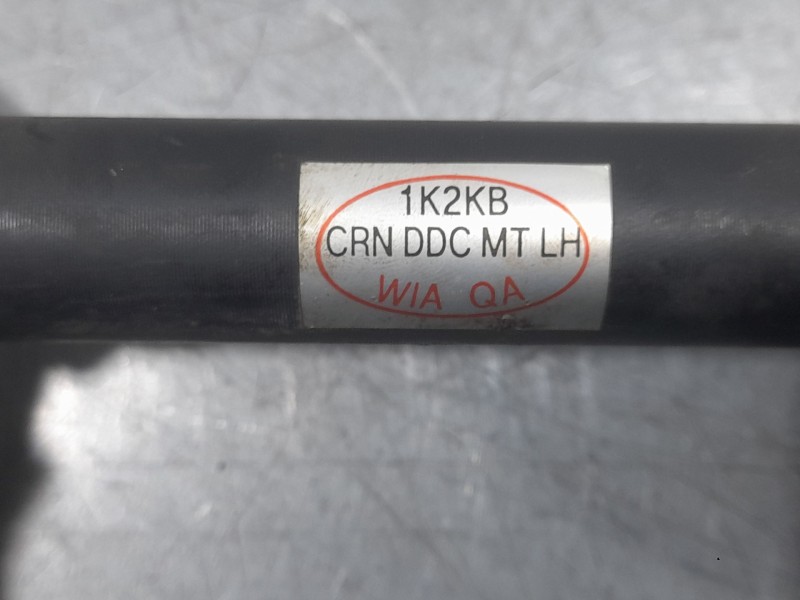 1K2KB
CRN DDC MT LH
WIA QA